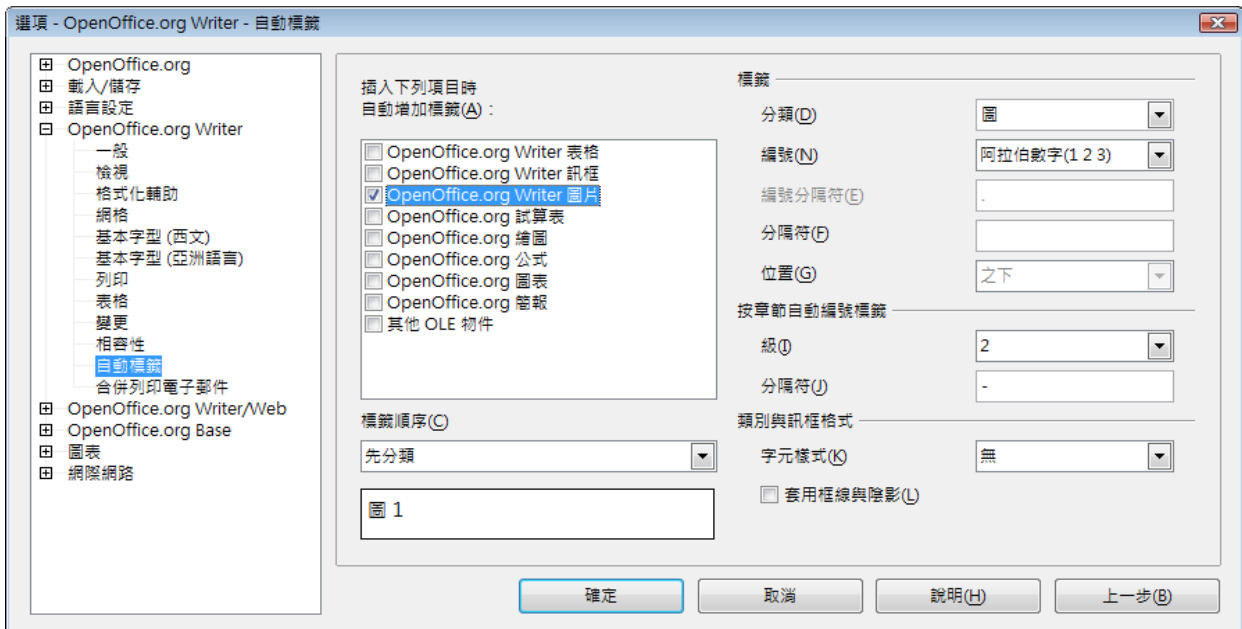 選項 - OpenOffice.org Writer - 自動標籤
OpenOffice.org
載入/儲存
語言設定
OpenOffice.org Writer
一般
檢視
格式化輔助
網格
基本字型 (西文)
基本字型 (亞洲語言)
列印
表格
變更
相容性
自動標籤
合併列印電子郵件
OpenOffice.org Writer/Web
OpenOffice.org Base
圖表
網際網路
插入下列項目時
自動增加標籤(A)：
OpenOffice.org Writer 表格
OpenOffice.org Writer 訊框
OpenOffice.org Writer 圖片
OpenOffice.org 試算表
OpenOffice.org 繪圖
OpenOffice.org 公式
OpenOffice.org 圖表
OpenOffice.org 簡報
其他 OLE 物件
標籤順序(C)
先分類
圖 1
標籤
分類(D) 圖
編號(N) 阿拉伯數字(1 2 3)
編號分隔符(E) .
分隔符(F)
位置(G) 之下
按章節自動編號標籤
級(I) 2
分隔符(J) -
類別與訊框格式
字元樣式(K) 無
套用框線與陰影(L)
確定 取消 說明(H) 上一步(B)